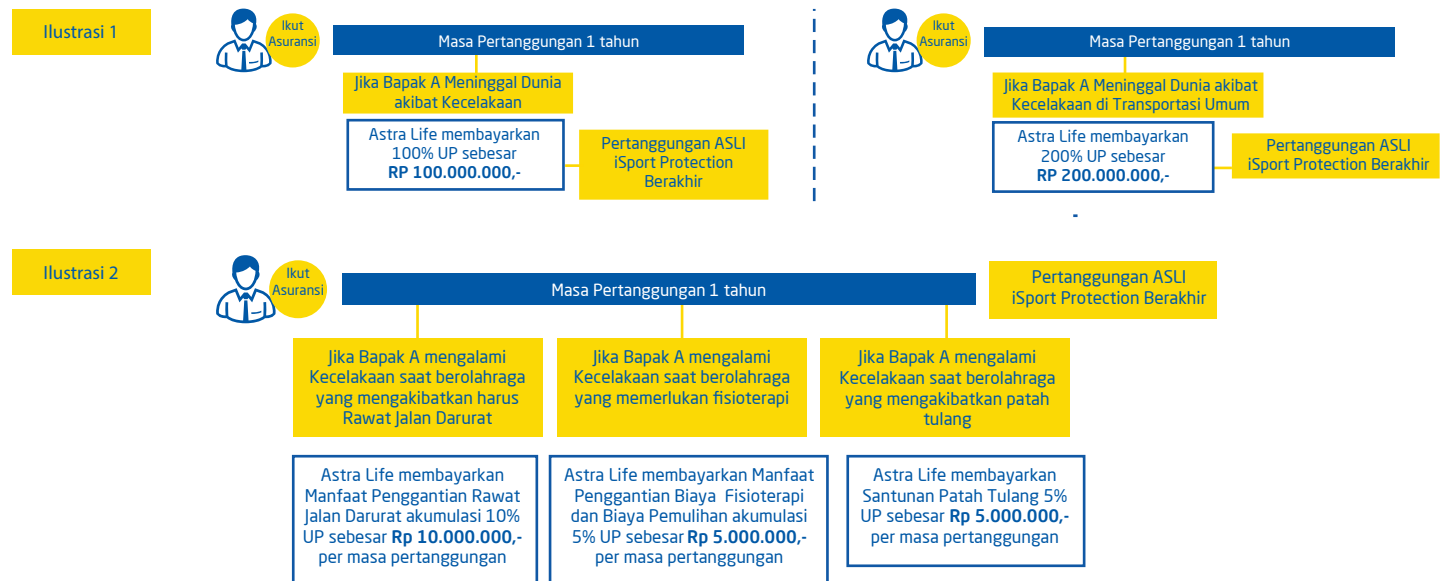 Ilustrasi 1
Ikut
Asuransi
Masa Pertanggungan 1 tahun
Jika Bapak A Meninggal Dunia
akibat Kecelakaan
Astra Life membayarkan
100% UP sebesar
RP 100.000.000,-
Pertanggungan ASLI
iSport Protection
Berakhir
Ikut
Asuransi
Masa Pertanggungan 1 tahun
Jika Bapak A Meninggal Dunia akibat
Kecelakaan di Transportasi Umum
Astra Life membayarkan
200% UP sebesar
RP 200.000.000,-
Pertanggungan ASLI
iSport Protection Berakhir
-
Ilustrasi 2
Ikut
Asuransi
Masa Pertanggungan 1 tahun
Pertanggungan ASLI
iSport Protection Berakhir
Jika Bapak A mengalami
Kecelakaan saat berolahraga
yang mengakibatkan harus
Rawat Jalan Darurat
Astra Life membayarkan
Manfaat Penggantian Rawat
Jalan Darurat akumulasi 10%
UP sebesar Rp 10.000.000,-
per masa pertanggungan
Jika Bapak A mengalami
Kecelakaan saat berolahraga
yang memerlukan fisioterapi
Astra Life membayarkan Manfaat
Penggantian Biaya Fisioterapi
dan Biaya Pemulihan akumulasi
5% UP sebesar Rp 5.000.000,-
per masa pertanggungan
Jika Bapak A mengalami
Kecelakaan saat berolahraga
yang mengakibatkan patah
tulang
Astra Life membayarkan
Santunan Patah Tulang 5%
UP sebesar Rp 5.000.000,-
per masa pertanggungan